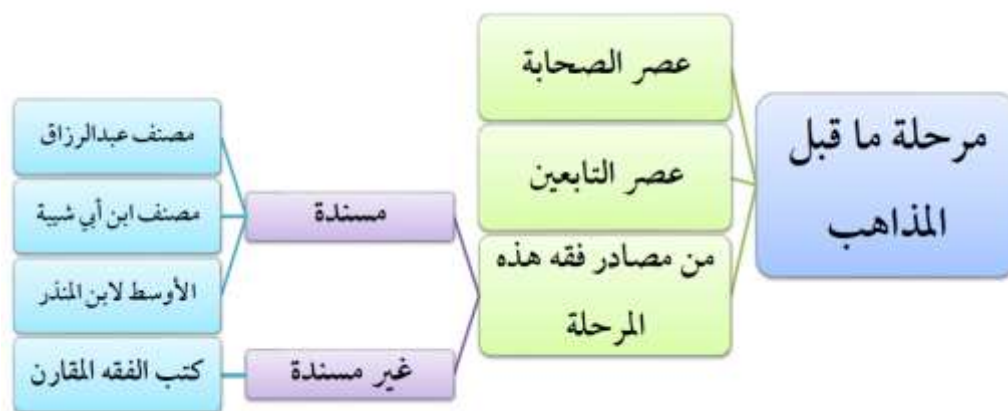 مرحلة ما قبل
المذاهب
عصر الصحابة
عصر التابعين
من مصادر فقه هذه
المرحلة
مسندة
مصنف عبدالرزاق
مصنف ابن أبي شيبة
الأوسط لابن المنذر
غير مسندة
كتب الفقه المقارن